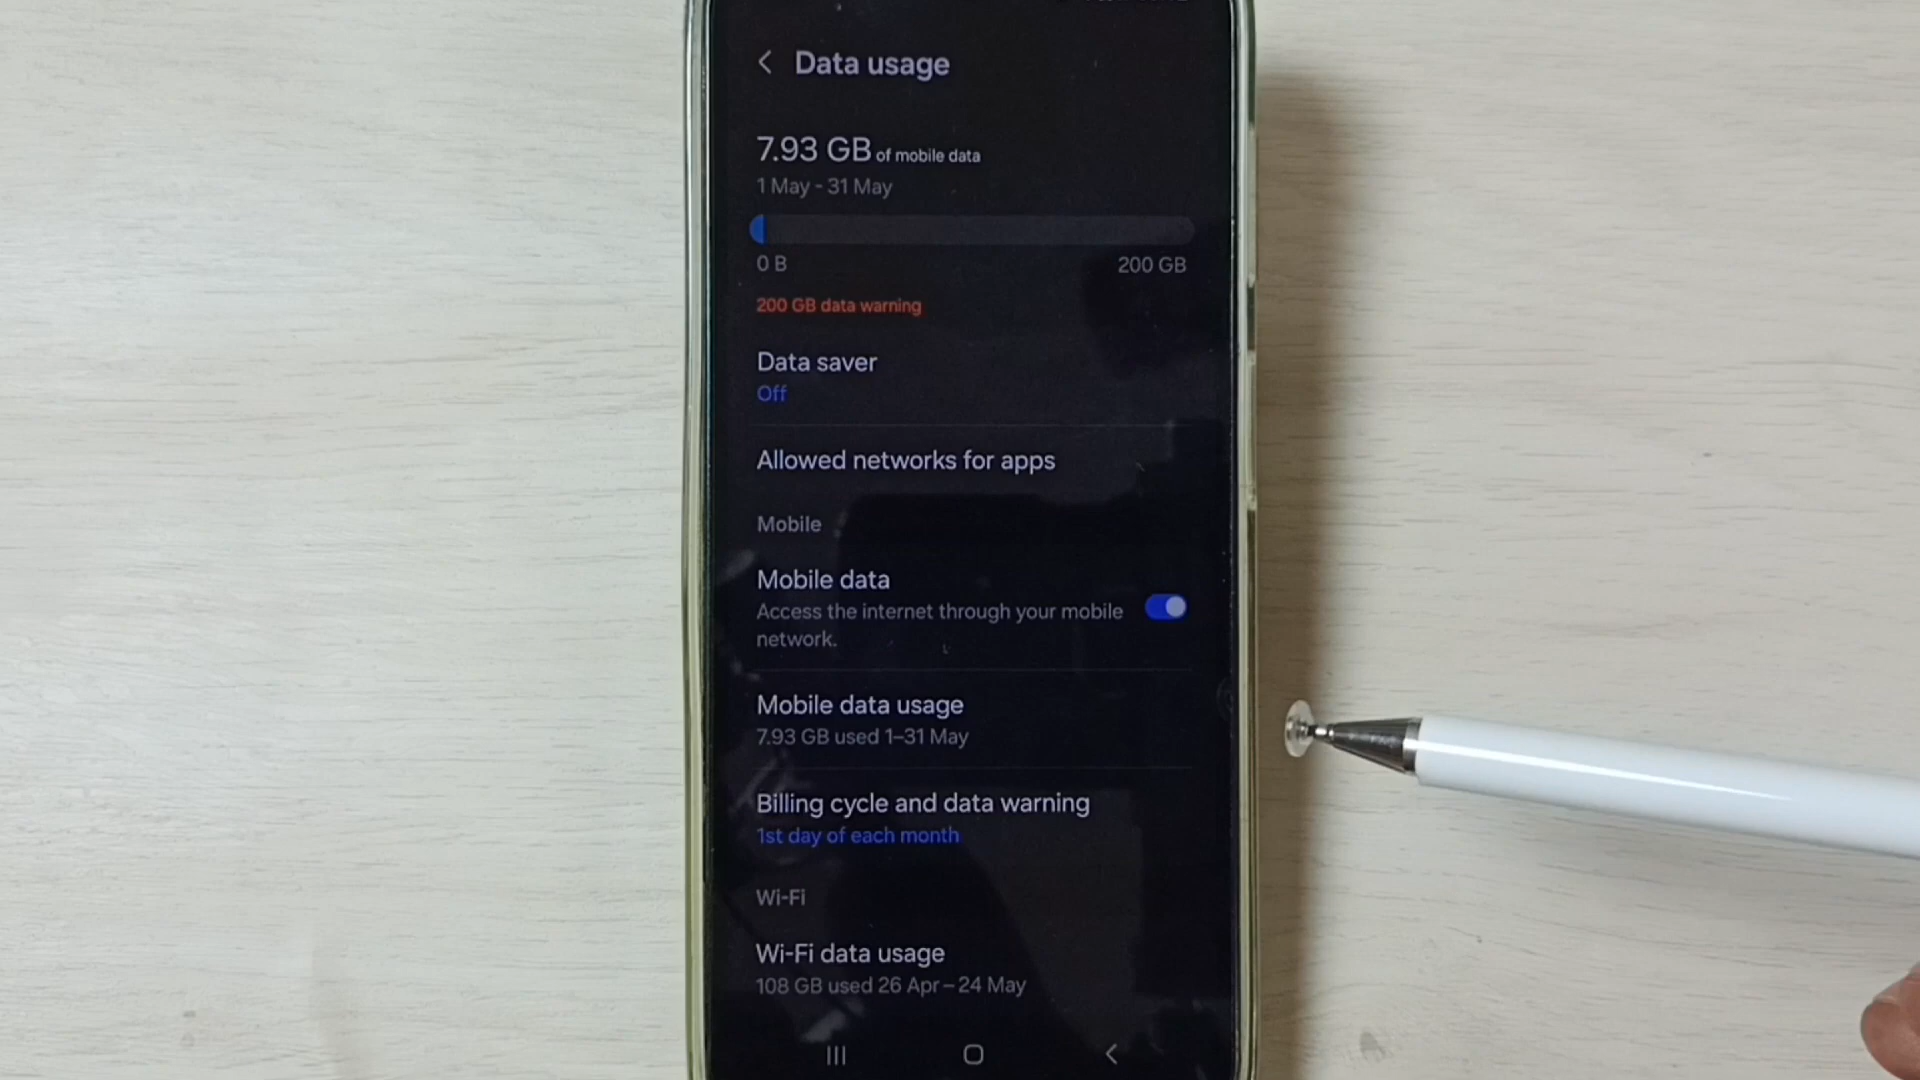 Data usage
7.93 GB of mobile data
1 May - 31 May
0 B 200 GB
200 GB data warning
Data saver
Off
Allowed networks for apps
Mobile
Mobile data
Access the internet through your mobile
network.
Mobile data usage
7.93 GB used 1–31 May
Billing cycle and data warning
1st day of each month
Wi-Fi
Wi-Fi data usage
108 GB used 26 Apr – 24 May